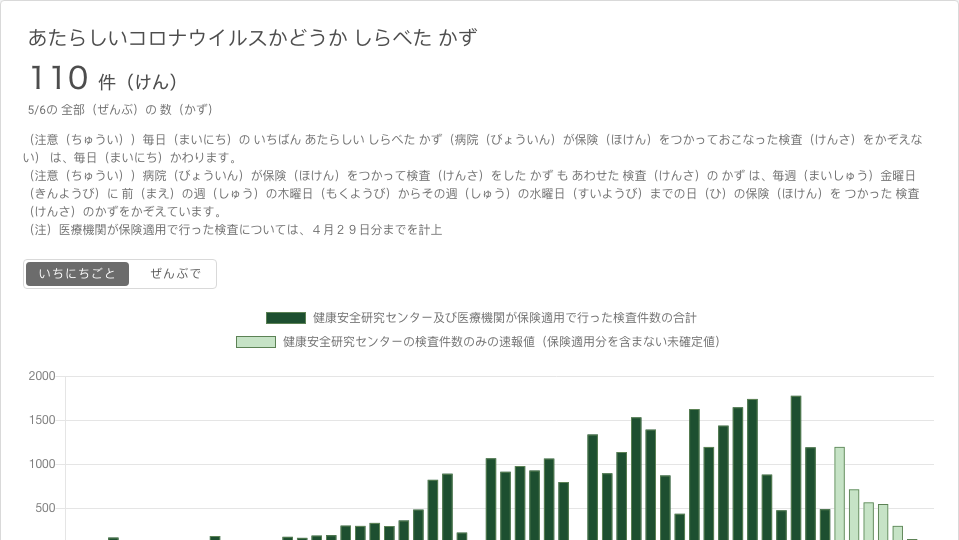 あたらしいコロナウイルスかどうか しらべた かず
110 件（けん）
5/6の 全部（ぜんぶ）の 数（かず）
（注意（ちゅうい））毎日（まいにち）の いちばん あたらしい しらべた かず（病院（びょういん）が保険（ほけん）をつかっておこなった検査（けんさ）をかぞえな
い） は、毎日（まいにち）かわります。
（注意（ちゅうい））病院（びょういん）が保険（ほけん）をつかって検査（けんさ）をした かず も あわせた 検査（けんさ）の かず は、毎週（まいしゅう）金曜日
（きんようび）に 前（まえ）の週（しゅう）の木曜日（もくようび）からその週（しゅう）の水曜日（すいようび）までの日（ひ）の保険（ほけん）を つかった 検査
（けんさ）のかずをかぞえています。
（注）医療機関が保険適用で行った検査については、４月２９日分までを計上
いちにちごと ぜんぶで
健康安全研究センター及び医療機関が保険適用で行った検査件数の合計
健康安全研究センターの検査件数のみの速報値（保険適用分を含まない未確定値）
2000
1500
1000
500